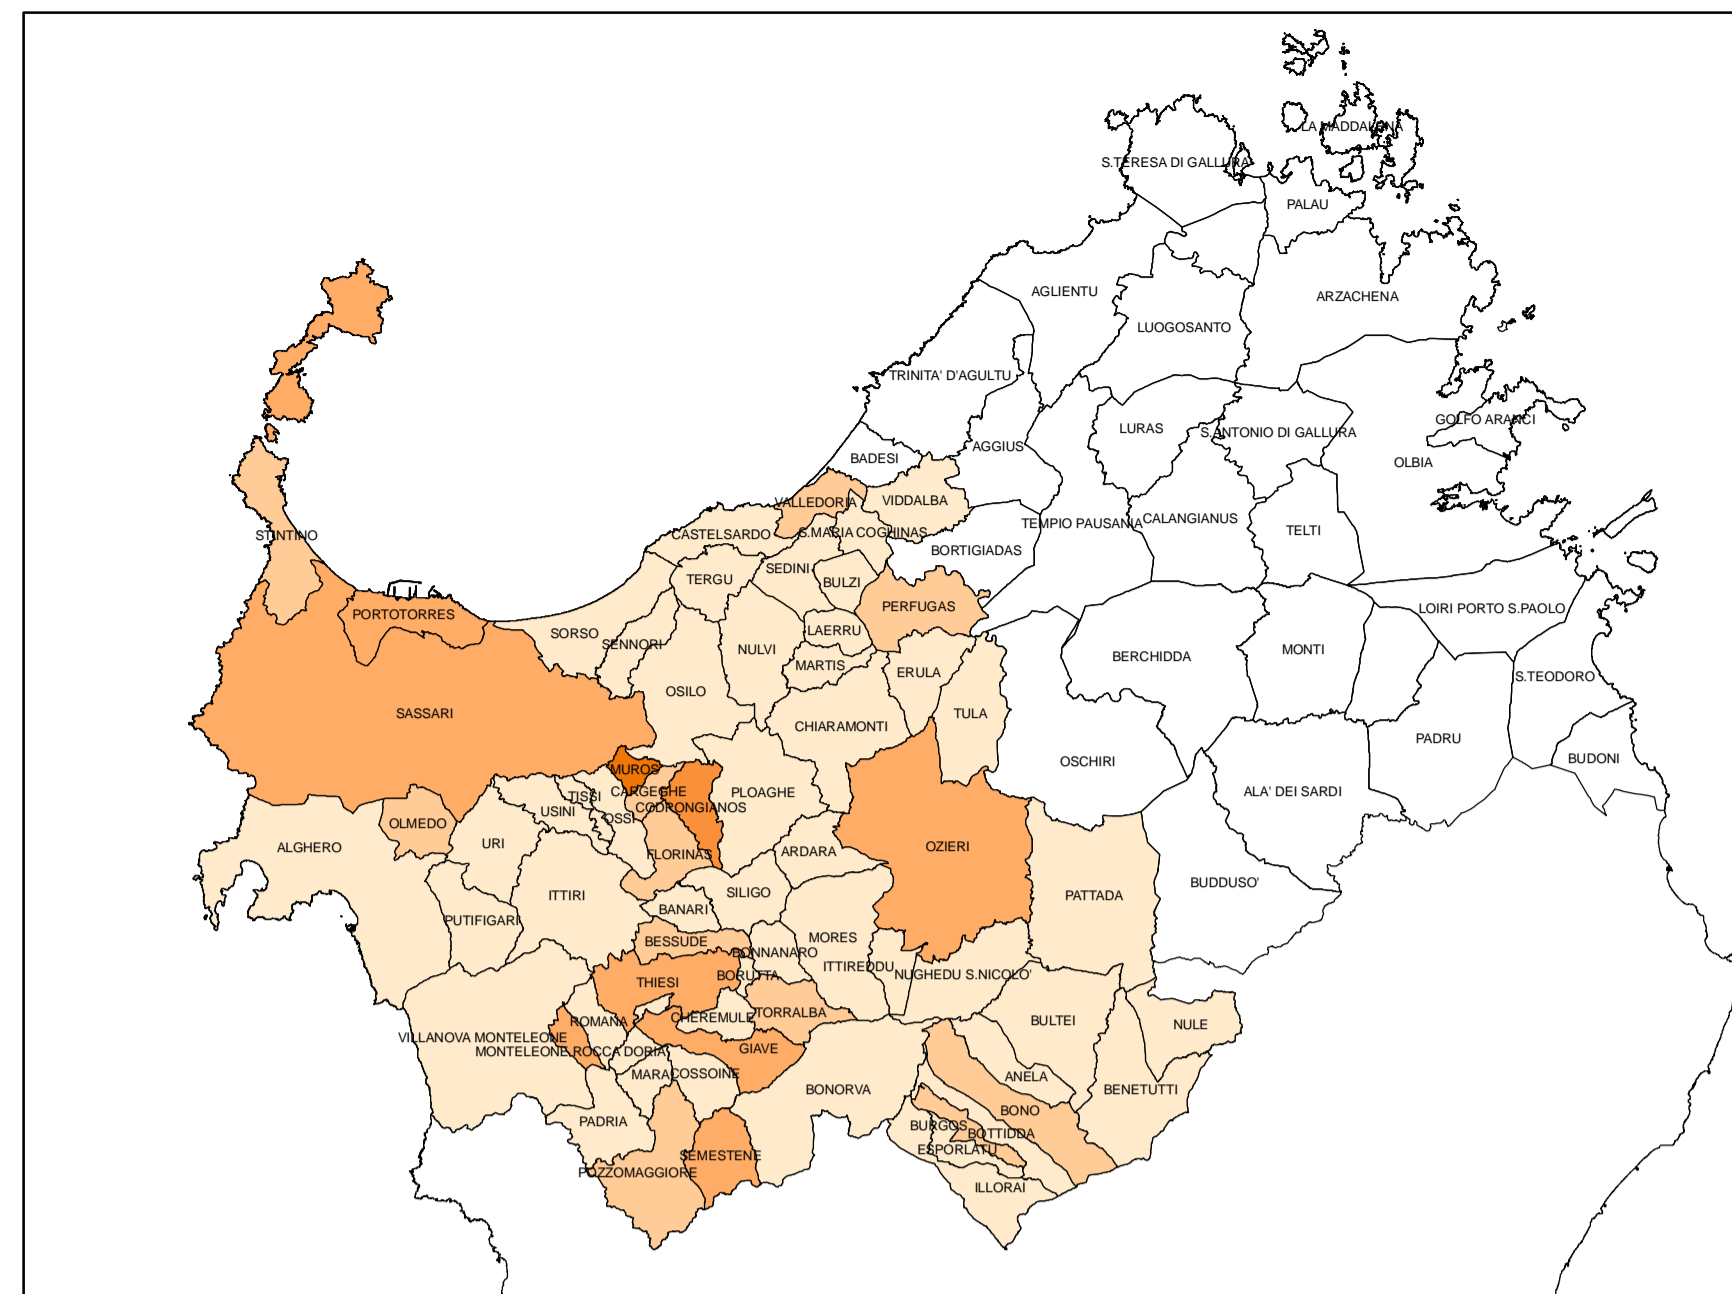 LA MADDALENA
S.TERESA DI GALLURA
PALAU
AGLIENTU
ARZACHENA
LUOGOSANTO
TRINITA' D'AGULTU
GOLFO ARANCI
LURAS
S.ANTONIO DI GALLURA
AGGIUS
BADESI
OLBIA
VALLEDORIA
VIDDALBA
TEMPIO PAUSANIA
CALANGIANUS
TELTI
STINTINO
CASTELSARDO
S.MARIA COGHINAS
BORTIGIADAS
SEDINI
TERGU
BULZI
PERFUGAS
LOIRI PORTO S.PAOLO
PORTOTORRES
SORSO
SENNORI
LAERRU
NULVI
MARTIS
ERULA
BERCHIDDA
MONTI
S.TEODORO
OSILO
SASSARI
CHIARAMONTI
TULA
PADRU
BUDONI
OSCHIRI
MUROS
CARGEGHE
PLOAGHE
ALA' DEI SARDI
TISSI
CODRONGIANOS
USINI
OSSI
OLMEDO
URI
ALGHERO
FLORINAS
ARDARA
OZIERI
SILIGO
BUDDUSO'
ITTIRI
PATTADA
BANARI
PUTIFIGARI
BESSUDE
MORES
BONNANARO
ITTIREDDU
NUGHEDU S.NICOLO'
BORUTTA
THIESI
CHEREMULE
TORRALBA
ROMANA
BULTEI
NULE
VILLANOVA MONTELEONE
MONTELEONE ROCCA DORIA
GIAVE
MARA
COSSOINE
ANELA
BONORVA
BENETUTTI
BONO
PADRIA
BURGOS
BOTTIDDA
ESPORLATU
SEMESTENE
POZZOMAGGIORE
ILLORAI